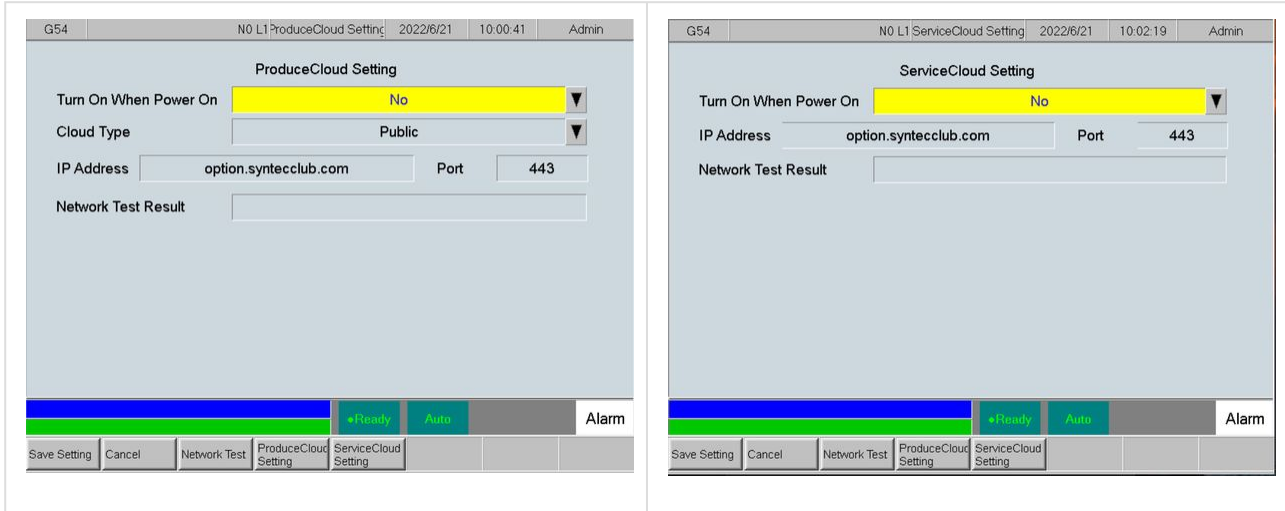 G54 N0 L1 ProduceCloud Setting 2022/6/21 10:00:41 Admin
ProduceCloud Setting
Turn On When Power On No
Cloud Type Public
IP Address option.syntecclub.com Port 443
Network Test Result
●Ready Auto Alarm
Save Setting Cancel Network Test ProduceCloud Setting ServiceCloud Setting
G54 N0 L1 ServiceCloud Setting 2022/6/21 10:02:19 Admin
ServiceCloud Setting
Turn On When Power On No
IP Address option.syntecclub.com Port 443
Network Test Result
●Ready Auto Alarm
Save Setting Cancel Network Test ProduceCloud Setting ServiceCloud Setting